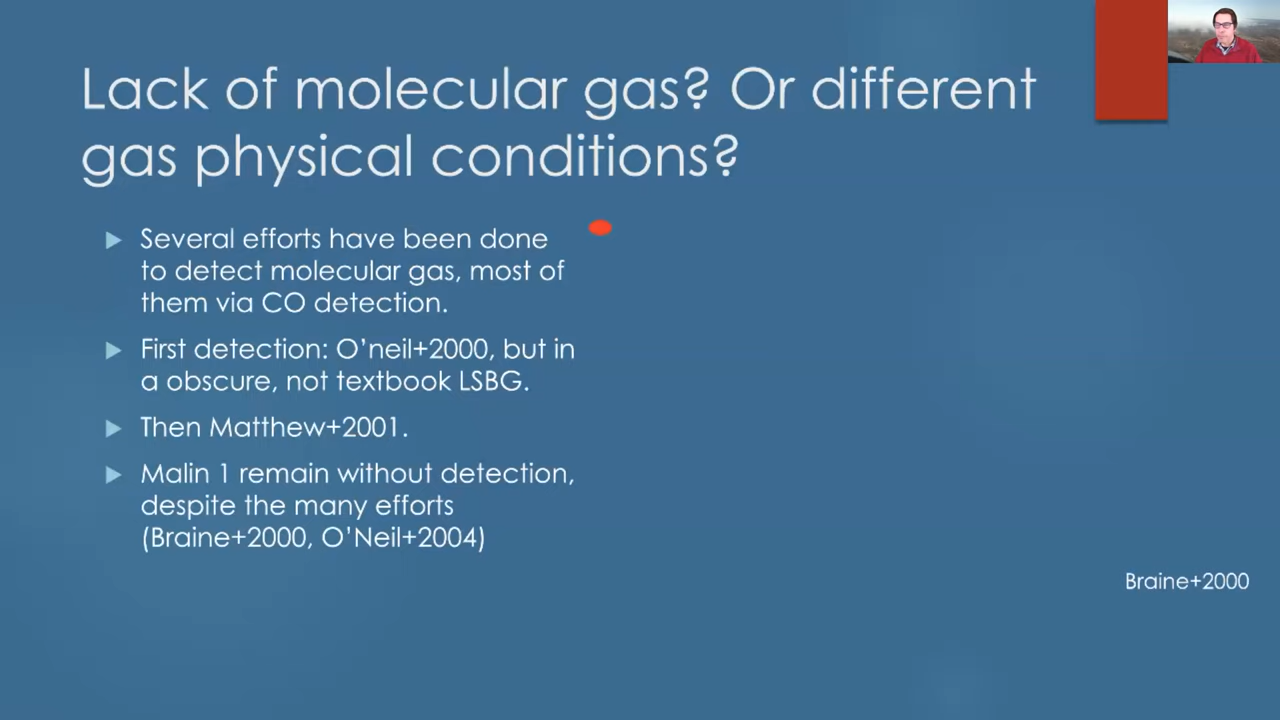 Lack of molecular gas? Or different
gas physical conditions?
Several efforts have been done
to detect molecular gas, most of
them via CO detection.
First detection: O’neil+2000, but in
a obscure, not textbook LSBG.
Then Matthew+2001.
Malin 1 remain without detection,
despite the many efforts
(Braine+2000, O’Neil+2004)
Braine+2000